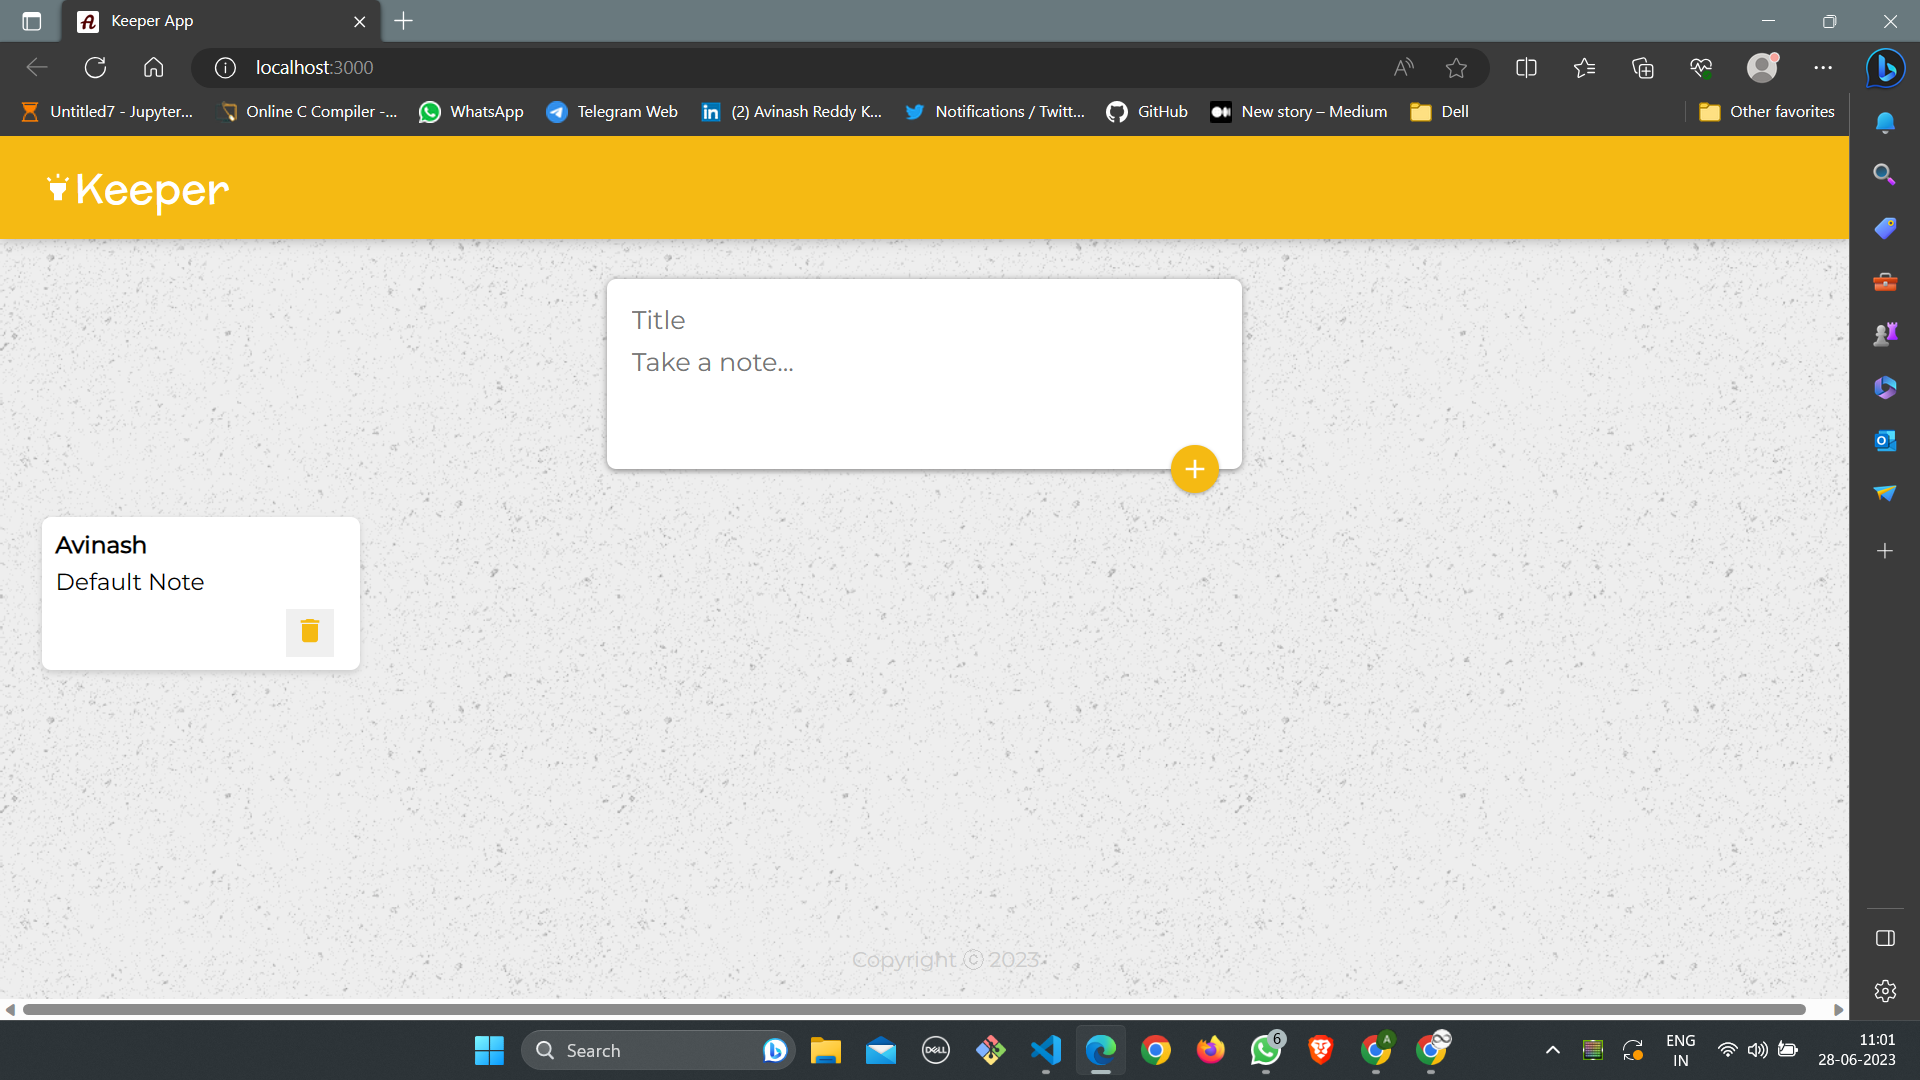 Keeper App
localhost:3000
Untitled7 - Jupyter...
Online C Compiler -...
WhatsApp
Telegram Web
(2) Avinash Reddy K...
Notifications / Twitt...
GitHub
New story – Medium
Dell
Other favorites
Keeper
Title
Take a note...
Avinash
Default Note
Copyright ⓒ 2023
Search
DELL
6
A
ENG
IN
11:01
28-06-2023